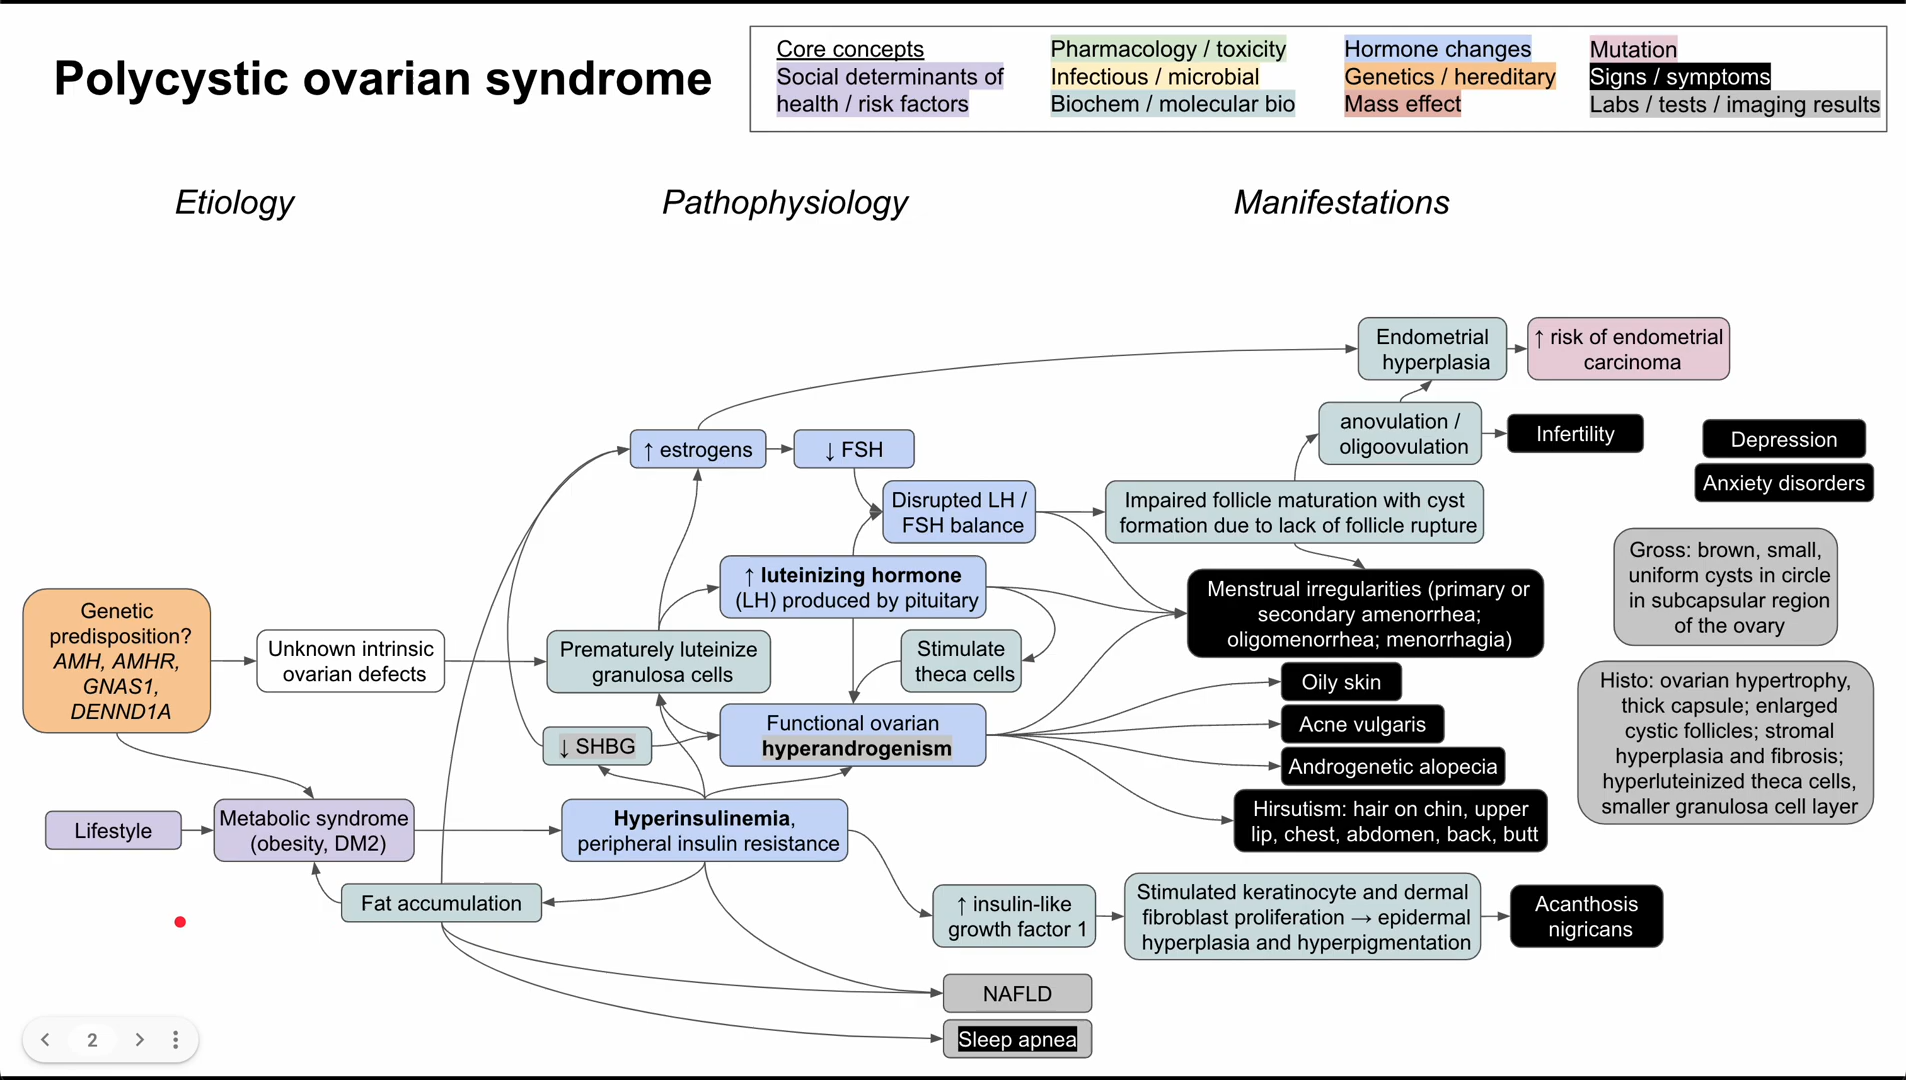 Polycystic ovarian syndrome
Core concepts
Social determinants of
health / risk factors
Pharmacology / toxicity
Infectious / microbial
Biochem / molecular bio
Hormone changes
Genetics / hereditary
Mass effect
Mutation
Signs / symptoms
Labs / tests / imaging results
Etiology
Pathophysiology
Manifestations
Genetic
predisposition?
AMH, AMHR,
GNAS1,
DENND1A
Unknown intrinsic
ovarian defects
Lifestyle
Metabolic syndrome
(obesity, DM2)
Fat accumulation
↑ estrogens
↓ FSH
Disrupted LH /
FSH balance
↑ luteinizing hormone
(LH) produced by pituitary
Prematurely luteinize
granulosa cells
Stimulate
theca cells
↓ SHBG
Functional ovarian
hyperandrogenism
Hyperinsulinemia,
peripheral insulin resistance
↑ insulin-like
growth factor 1
NAFLD
Sleep apnea
Endometrial
hyperplasia
↑ risk of endometrial
carcinoma
anovulation /
oligoovulation
Infertility
Impaired follicle maturation with cyst
formation due to lack of follicle rupture
Menstrual irregularities (primary or
secondary amenorrhea;
oligomenorrhea; menorrhagia)
Oily skin
Acne vulgaris
Androgenetic alopecia
Hirsutism: hair on chin, upper
lip, chest, abdomen, back, butt
Stimulated keratinocyte and dermal
fibroblast proliferation → epidermal
hyperplasia and hyperpigmentation
Acanthosis
nigricans
Depression
Anxiety disorders
Gross: brown, small,
uniform cysts in circle
in subcapsular region
of the ovary
Histo: ovarian hypertrophy,
thick capsule; enlarged
cystic follicles; stromal
hyperplasia and fibrosis;
hyperluteinized theca cells,
smaller granulosa cell layer
2